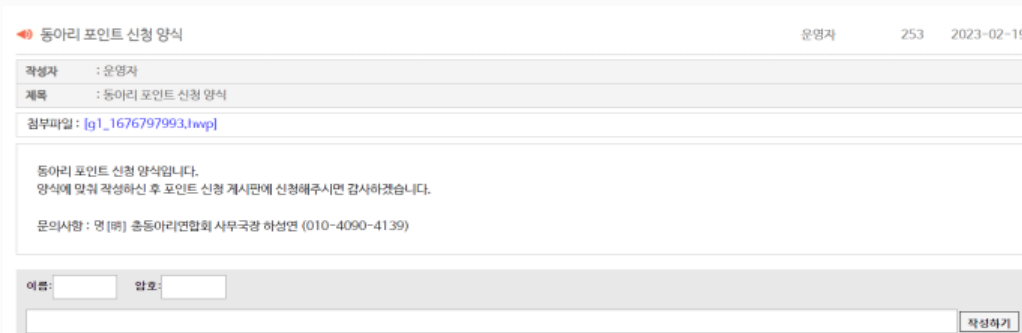 동아리 포인트 신청 양식 운영자 253 2023-02-19
작성자 : 운영자
제목 : 동아리 포인트 신청 양식
첨부파일 : [g1_1676797993.hwp]
동아리 포인트 신청 양식입니다.
양식에 맞춰 작성하신 후 포인트 신청 게시판에 신청해주시면 감사하겠습니다.
문의사항 : 명[明] 총동아리연합회 사무국장 하성연 (010-4090-4139)
이름: 암호:
작성하기